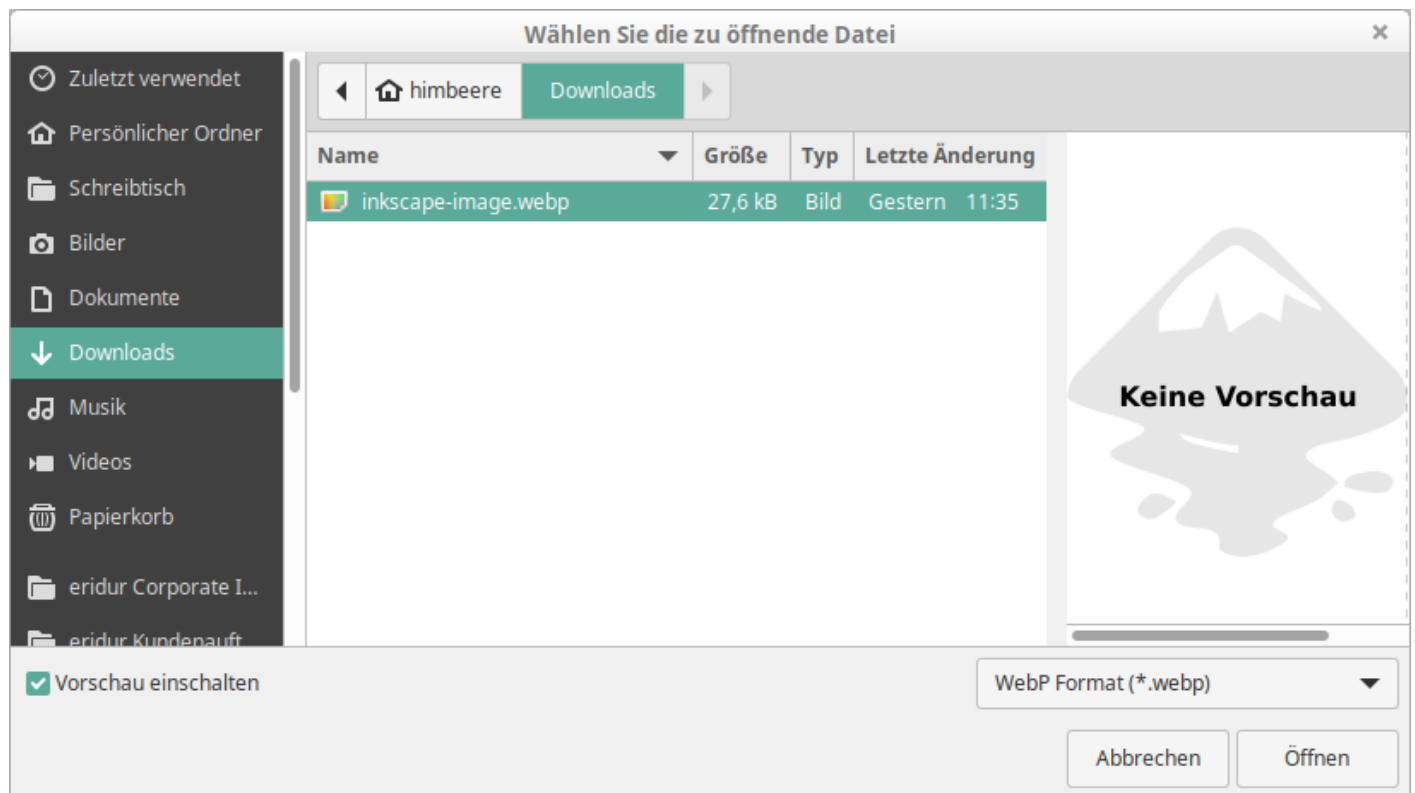 Wählen Sie die zu öffnende Datei
Zuletzt verwendet
Persönlicher Ordner
Schreibtisch
Bilder
Dokumente
Downloads
Musik
Videos
Papierkorb
eridur Corporate I...
eridur Kundenauft
himbeere Downloads
Name Größe Typ Letzte Änderung
inkscape-image.webp 27,6 kB Bild Gestern 11:35
Keine Vorschau
Vorschau einschalten
WebP Format (*.webp)
Abbrechen Öffnen